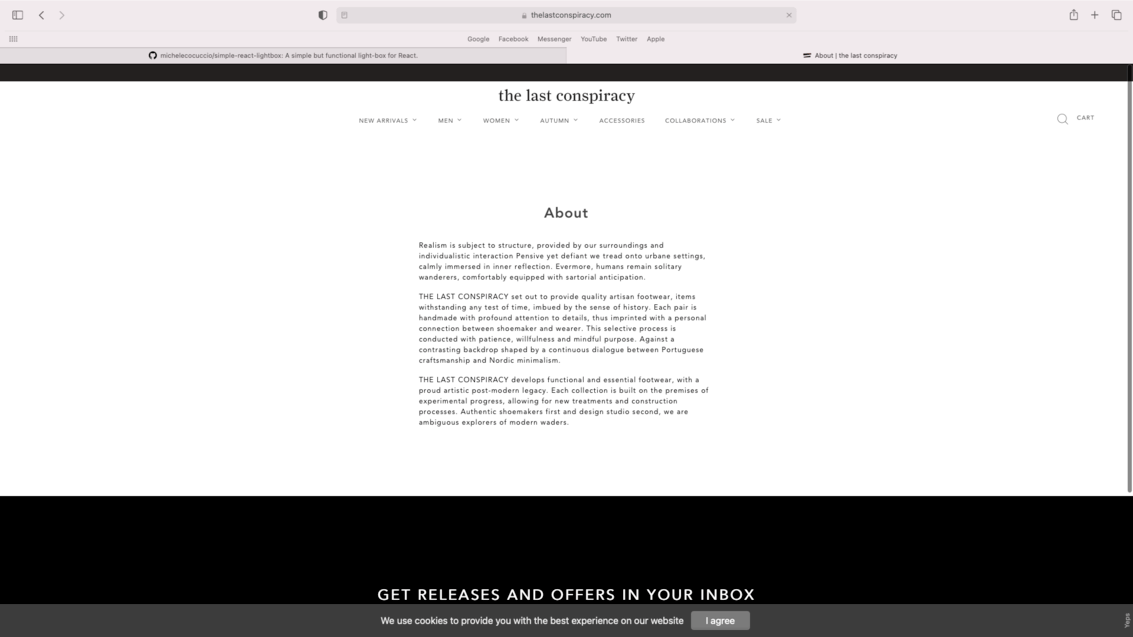 thelastconspiracy.com
Google Facebook Messenger YouTube Twitter Apple
michelecocuccio/simple-react-lightbox: A simple but functional light-box for React.
About | the last conspiracy
the last conspiracy
NEW ARRIVALS MEN WOMEN AUTUMN ACCESSORIES COLLABORATIONS SALE
CART
About
Realism is subject to structure, provided by our surroundings and
individualistic interaction Pensive yet defiant we tread onto urbane settings,
calmly immersed in inner reflection. Evermore, humans remain solitary
wanderers, comfortably equipped with sartorial anticipation.
THE LAST CONSPIRACY set out to provide quality artisan footwear, items
withstanding any test of time, imbued by the sense of history. Each pair is
handmade with profound attention to details, thus imprinted with a personal
connection between shoemaker and wearer. This selective process is
conducted with patience, willfulness and mindful purpose. Against a
contrasting backdrop shaped by a continuous dialogue between Portuguese
craftsmanship and Nordic minimalism.
THE LAST CONSPIRACY develops functional and essential footwear, with a
proud artistic post-modern legacy. Each collection is built on the premises of
experimental progress, allowing for new treatments and construction
processes. Authentic shoemakers first and design studio second, we are
ambiguous explorers of modern waders.
GET RELEASES AND OFFERS IN YOUR INBOX
We use cookies to provide you with the best experience on our website
I agree